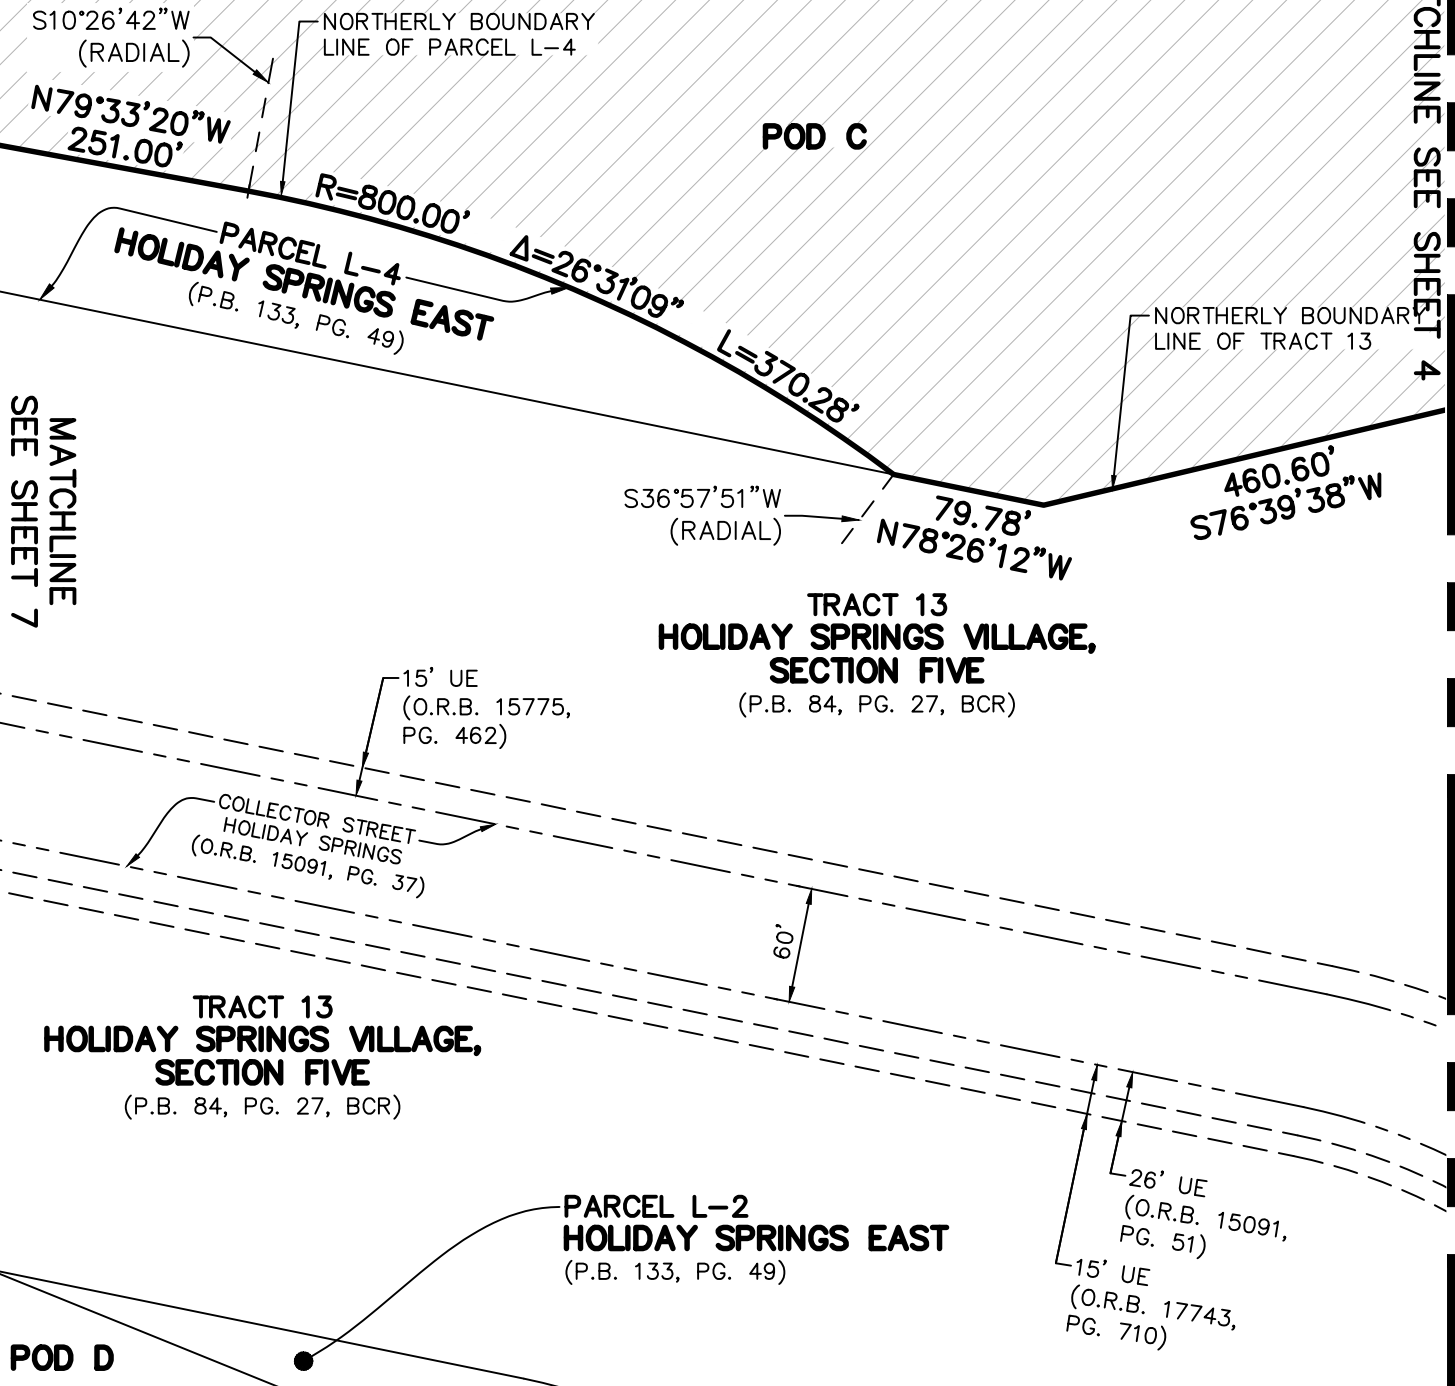 S10°26'42"W
(RADIAL)
NORTHERLY BOUNDARY
LINE OF PARCEL L-4
N79°33'20"W
251.00'
POD C
R=800.00'
Δ=26°31'09"
L=370.28'
PARCEL L-4
HOLIDAY SPRINGS EAST
(P.B. 133, PG. 49)
TCHLINE SEE SHEET 4
NORTHERLY BOUNDARY
LINE OF TRACT 13
MATCHLINE
SEE SHEET 7
S36°57'51"W
(RADIAL)
79.78'
N78°26'12"W
460.60'
S76°39'38"W
TRACT 13
HOLIDAY SPRINGS VILLAGE,
SECTION FIVE
(P.B. 84, PG. 27, BCR)
15' UE
(O.R.B. 15775,
PG. 462)
COLLECTOR STREET
HOLIDAY SPRINGS
(O.R.B. 15091, PG. 37)
60'
TRACT 13
HOLIDAY SPRINGS VILLAGE,
SECTION FIVE
(P.B. 84, PG. 27, BCR)
26' UE
(O.R.B. 15091,
PG. 51)
15' UE
(O.R.B. 17743,
PG. 710)
PARCEL L-2
HOLIDAY SPRINGS EAST
(P.B. 133, PG. 49)
POD D